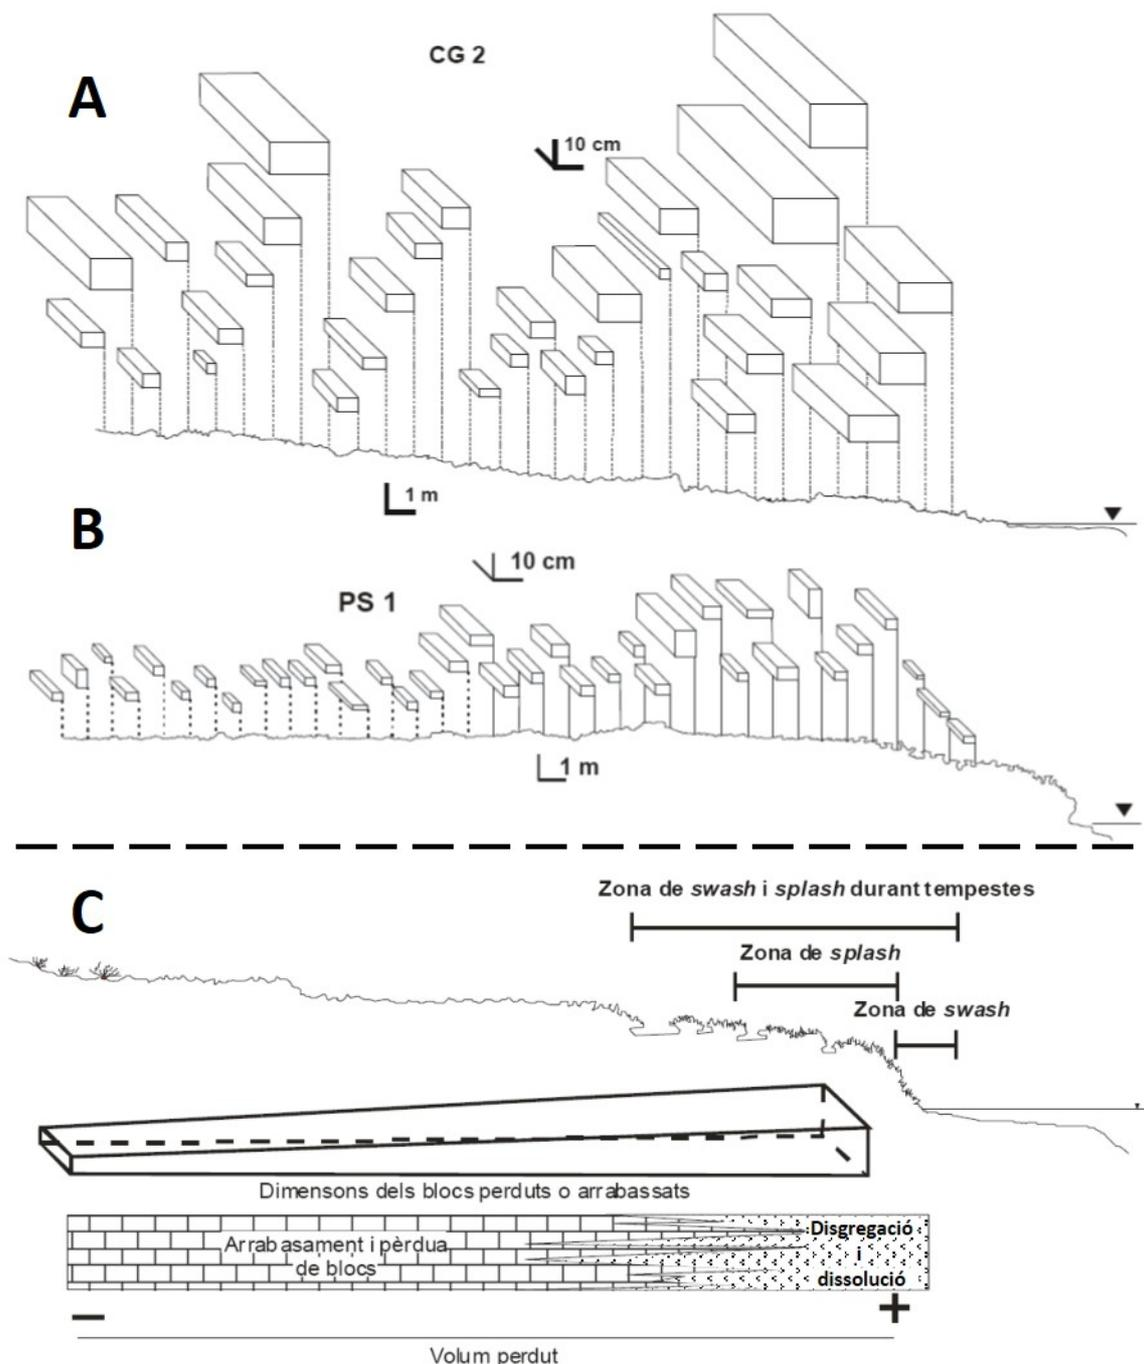 CG 2
A
10 cm
1 m
B
10 cm
PS 1
1 m
C
Zona de swash i splash durant tempestes
Zona de splash
Zona de swash
Dimensons dels blocs perduts o arrabassats
Arrabasament i pèrdua
de blocs
Disgregació
i
dissolució
− +
Volum perdut